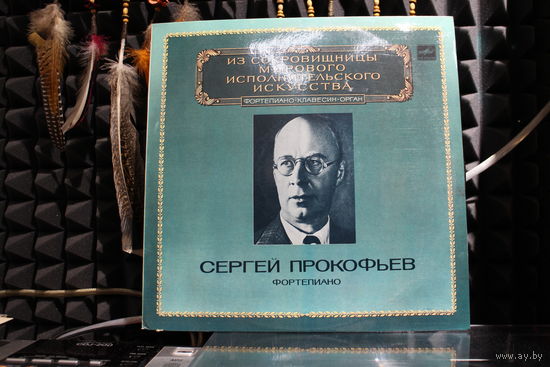 ИЗ СОКРОВИЩНИЦЫ
МИРОВОГО
ИСПОЛНИТЕЛЬСКОГО
ИСКУССТВА
ФОРТЕПИАНО·КЛАВЕСИН·ОРГАН
СЕРГЕЙ ПРОКОФЬЕВ
ФОРТЕПИАНО
www.ay.by